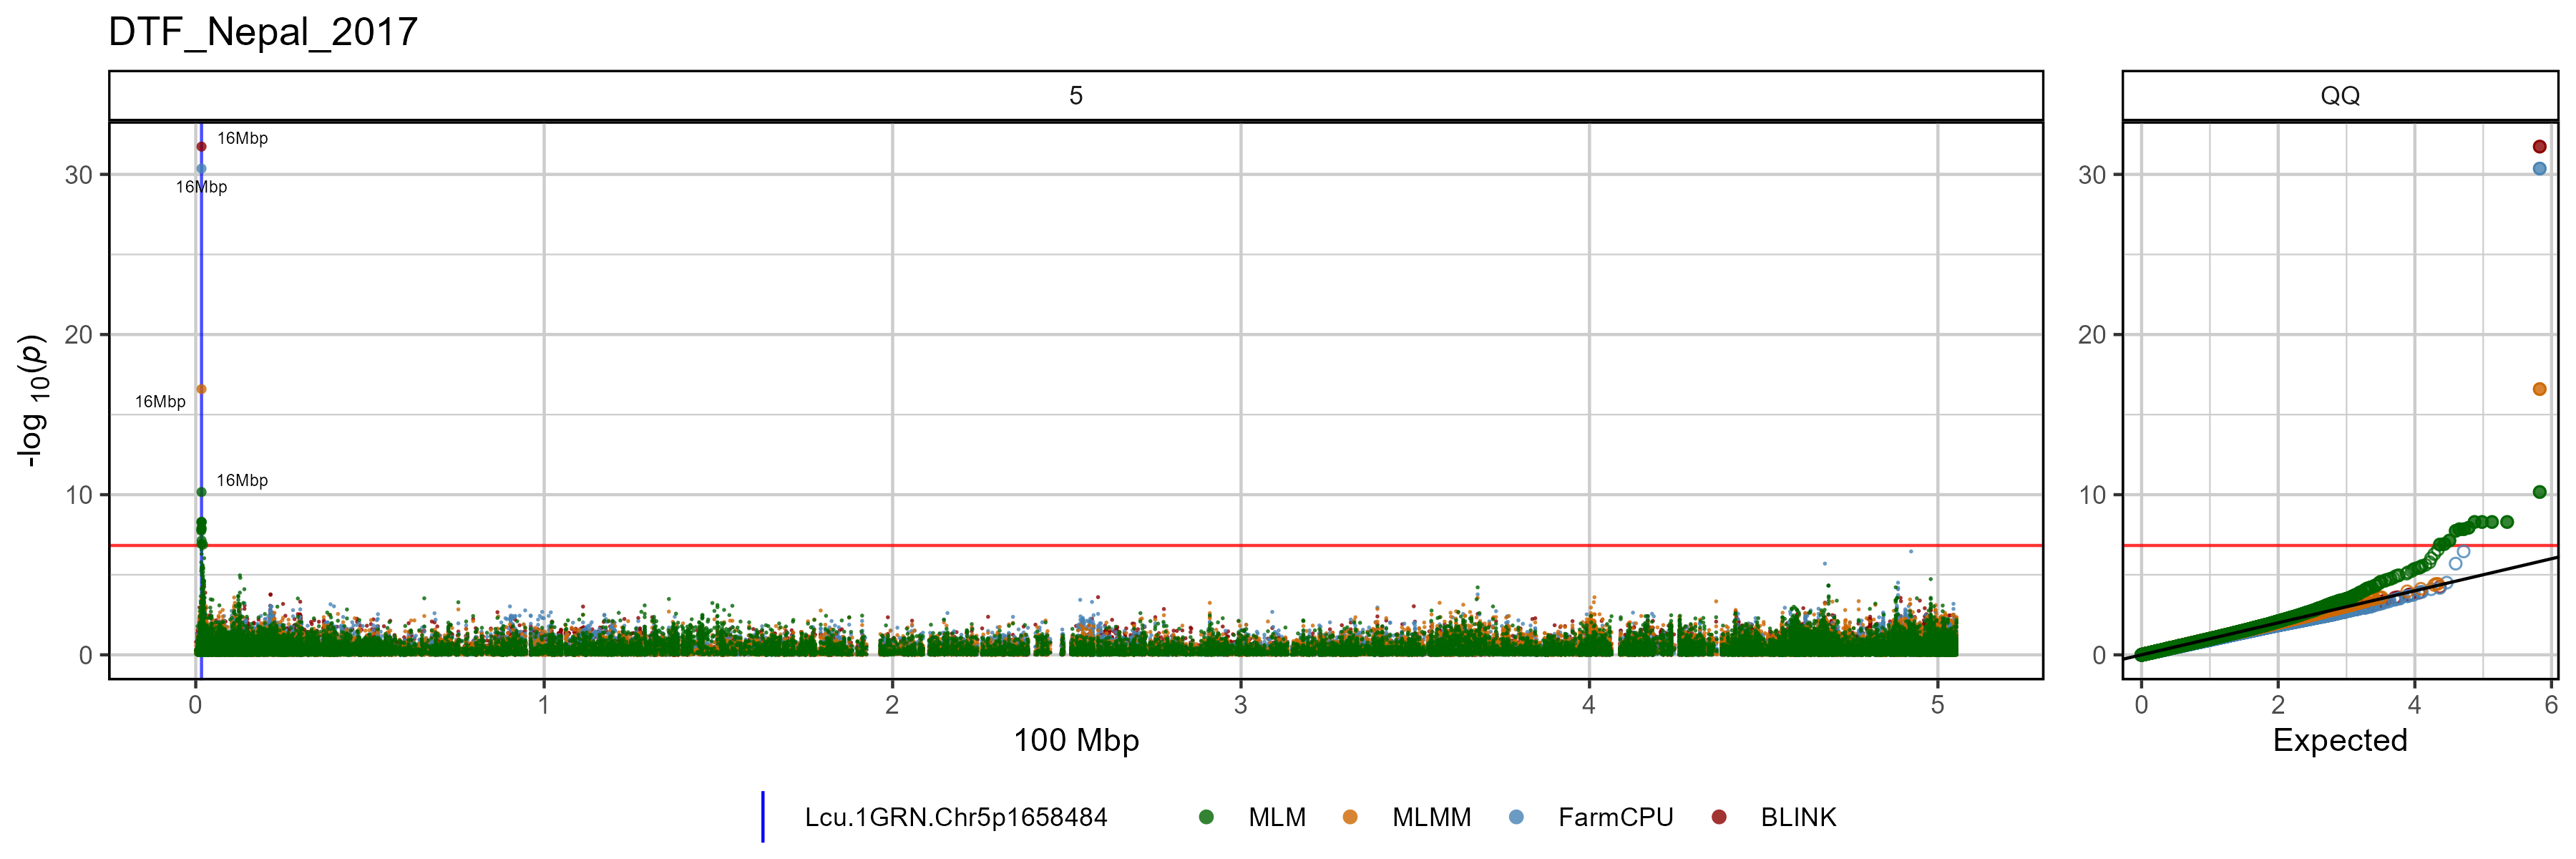 DTF_Nepal_2017
5
QQ
16Mbp
16Mbp
16Mbp
16Mbp
30
20
10
0
-log 10(p)
0 1 2 3 4 5
100 Mbp
30
20
10
0
0 2 4 6
Expected
Lcu.1GRN.Chr5p1658484 MLM MLMM FarmCPU BLINK